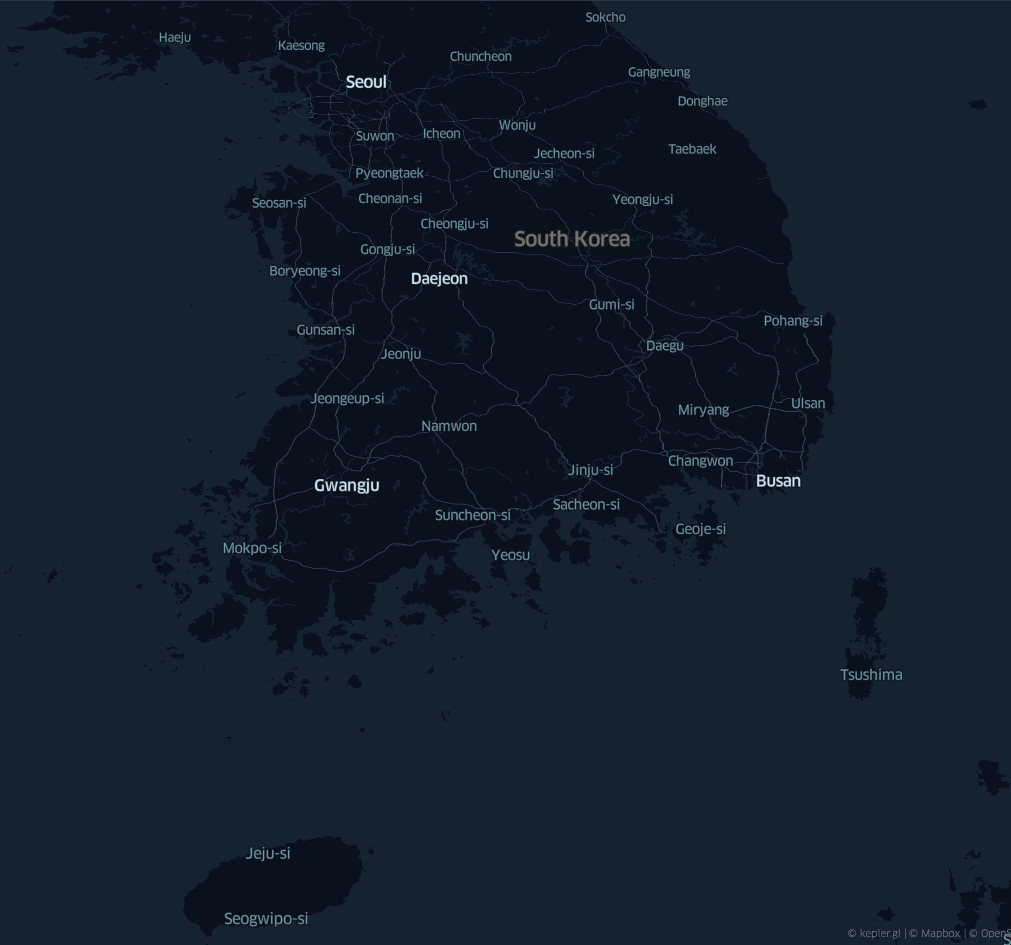 Sokcho
Haeju
Kaesong
Chuncheon
Gangneung
Seoul
Donghae
Wonju
Icheon
Suwon
Taebaek
Jecheon-si
Pyeongtaek
Chungju-si
Cheonan-si
Yeongju-si
Seosan-si
Cheongju-si
South Korea
Gongju-si
Boryeong-si
Daejeon
Gumi-si
Pohang-si
Gunsan-si
Daegu
Jeonju
Jeongeup-si
Ulsan
Miryang
Namwon
Changwon
Jinju-si
Busan
Gwangju
Sacheon-si
Suncheon-si
Geoje-si
Mokpo-si
Yeosu
Tsushima
Jeju-si
Seogwipo-si
© kepler.gl | © Mapbox | © OpenS